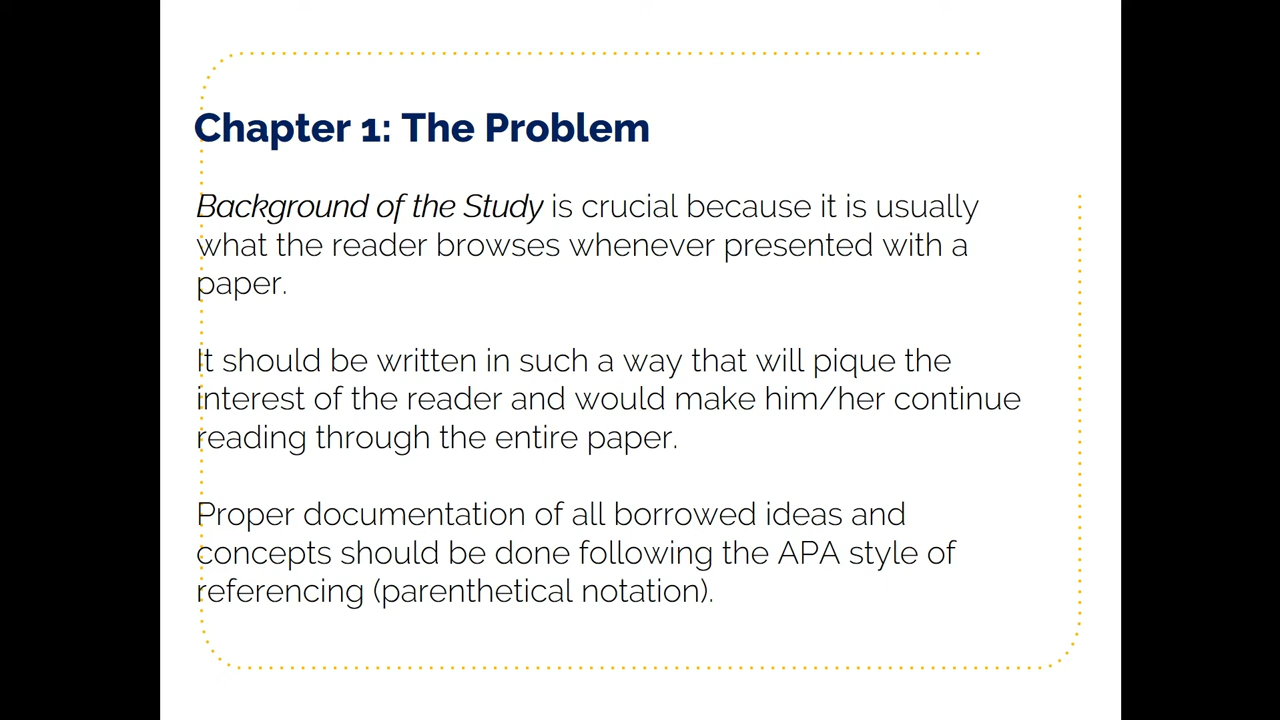 Chapter 1: The Problem
Background of the Study is crucial because it is usually
what the reader browses whenever presented with a
paper.
It should be written in such a way that will pique the
interest of the reader and would make him/her continue
reading through the entire paper.
Proper documentation of all borrowed ideas and
concepts should be done following the APA style of
referencing (parenthetical notation).